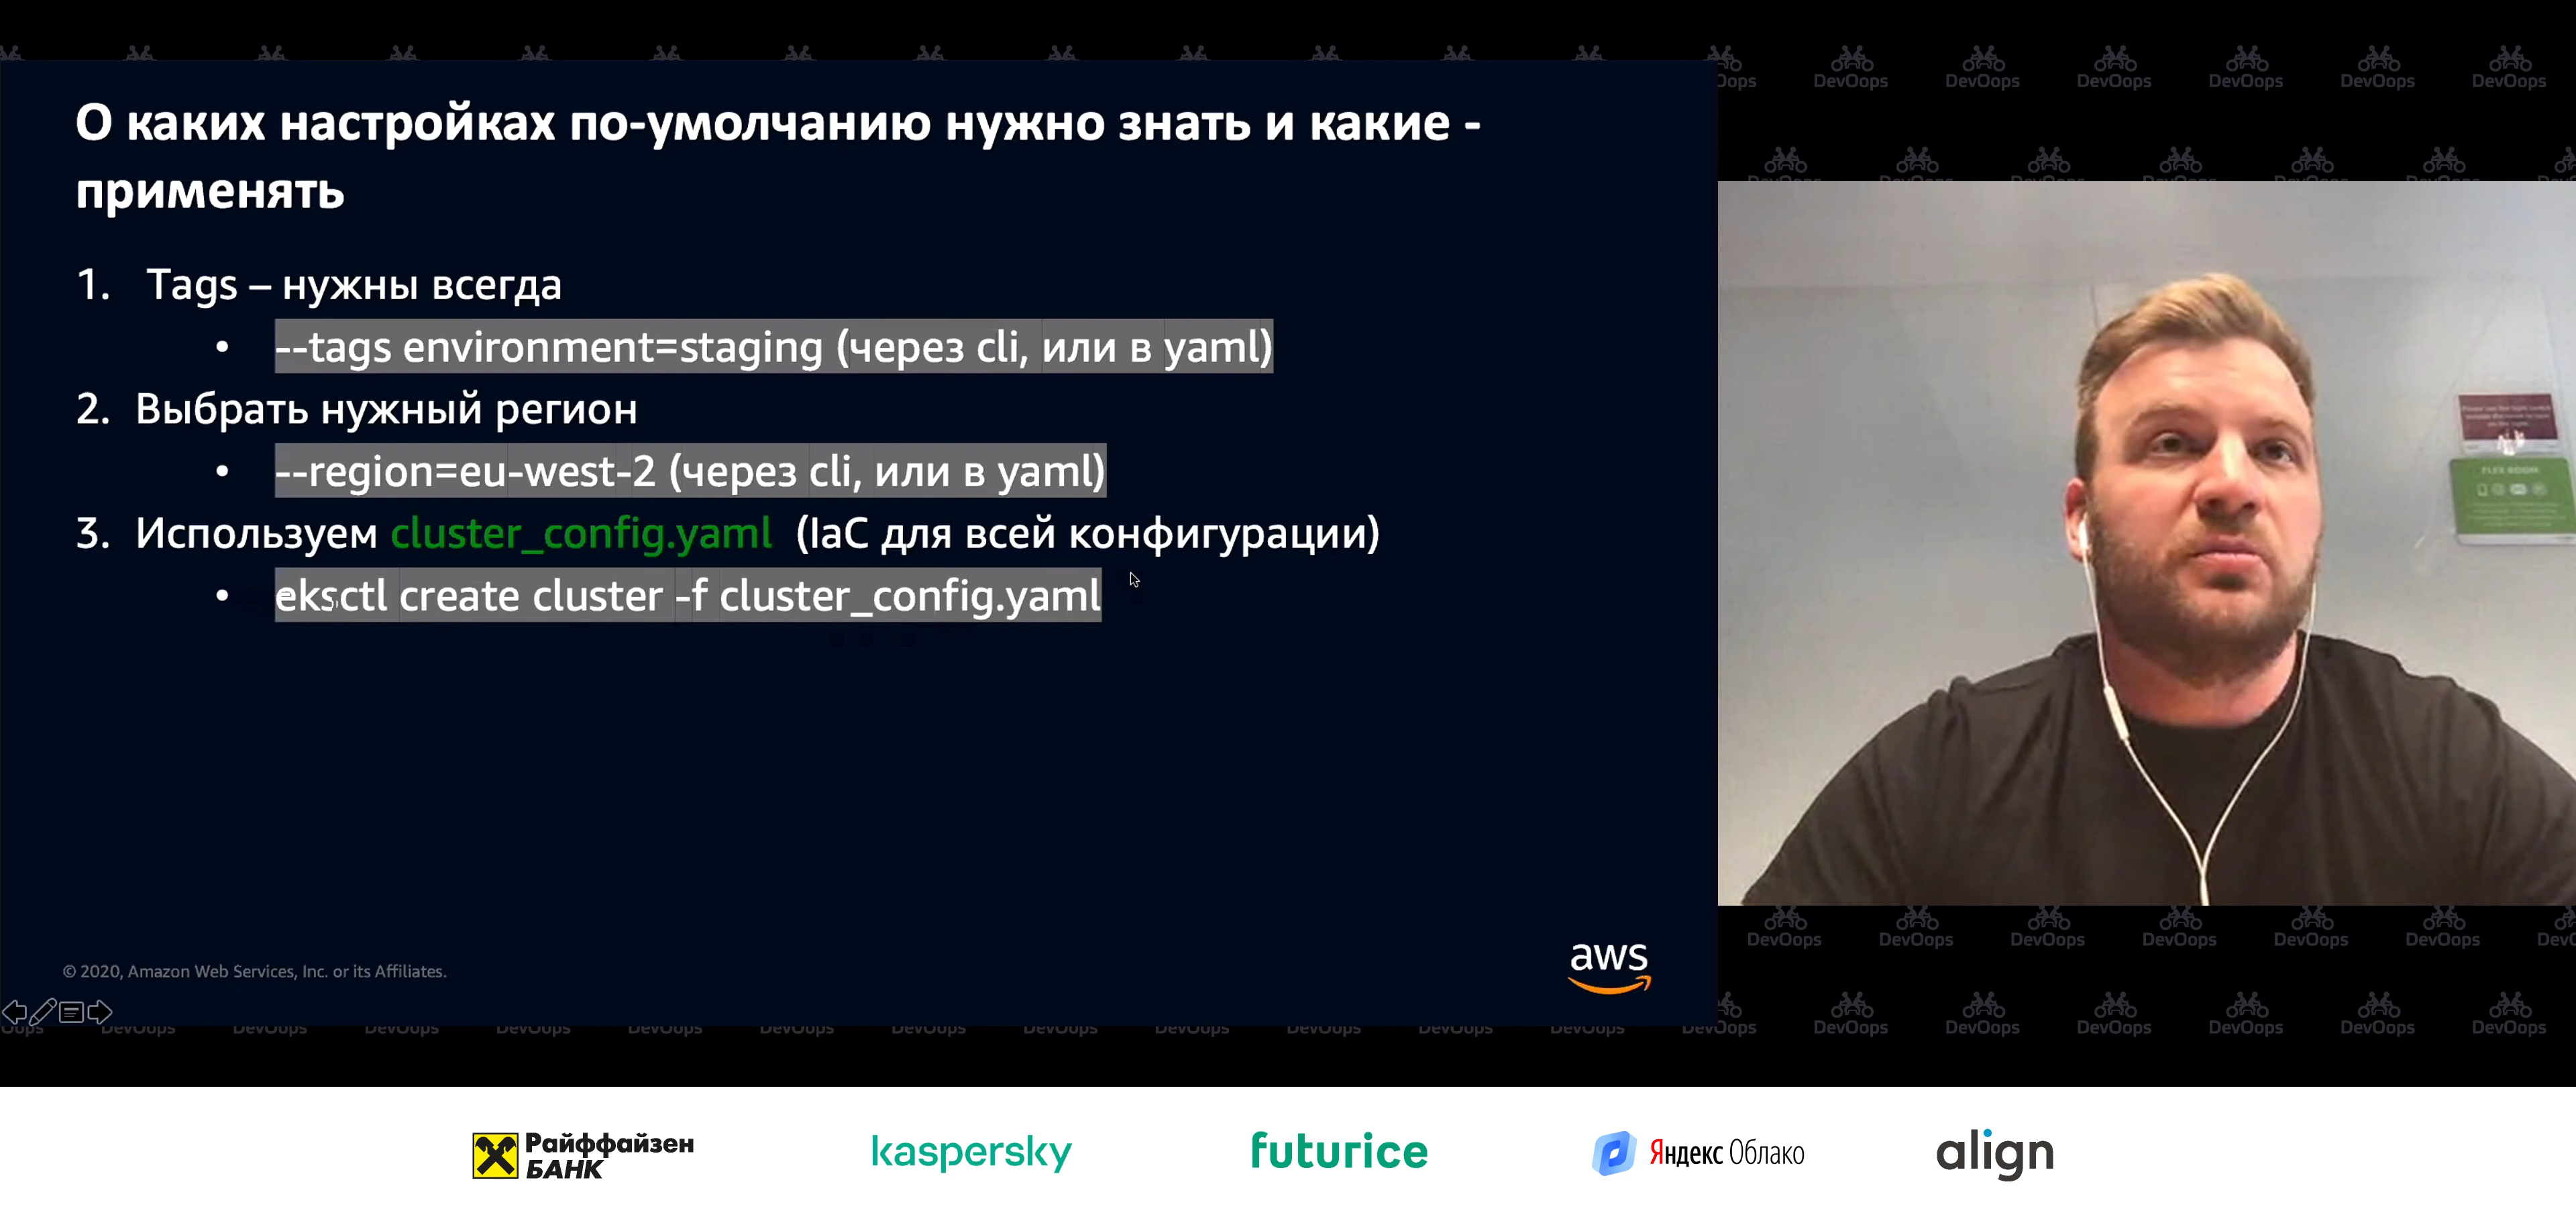 О каких настройках по-умолчанию нужно знать и какие -
применять
1. Tags – нужны всегда
• --tags environment=staging (через cli, или в yaml)
2. Выбрать нужный регион
• --region=eu-west-2 (через cli, или в yaml)
3. Используем cluster_config.yaml (IaC для всей конфигурации)
• eksctl create cluster -f cluster_config.yaml
© 2020, Amazon Web Services, Inc. or its Affiliates.
aws
FLEX ROOM
DevOops
Райффайзен
БАНК
kaspersky
futurice
Яндекс Облако
align